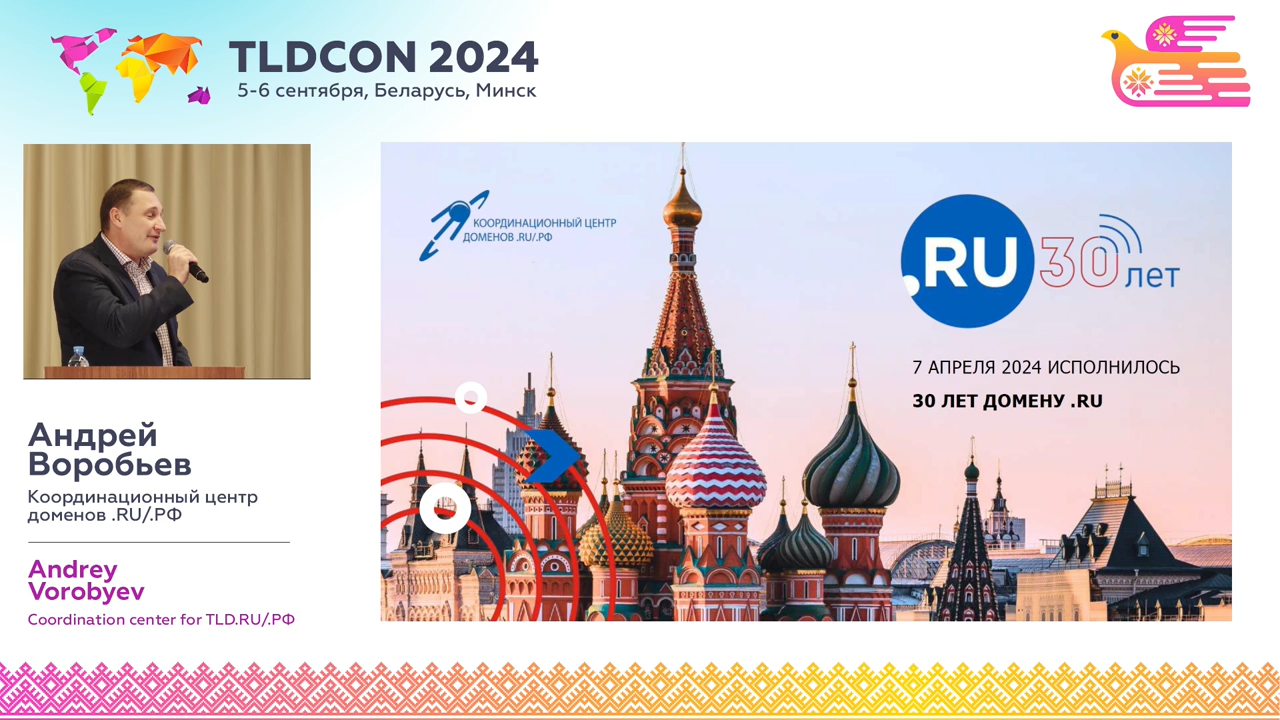 TLDCON 2024
5-6 сентября, Беларусь, Минск
КООРДИНАЦИОННЫЙ ЦЕНТР
ДОМЕНОВ .RU/.РФ
.RU 30 лет
7 АПРЕЛЯ 2024 ИСПОЛНИЛОСЬ
30 ЛЕТ ДОМЕНУ .RU
Андрей
Воробьев
Координационный центр
доменов .RU/.РФ
Andrey
Vorobyev
Coordination center for TLD.RU/.РФ